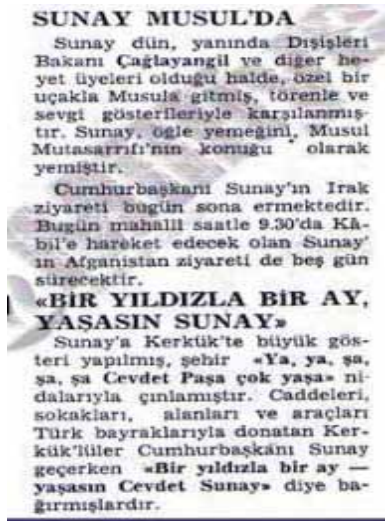 SUNAY MUSUL'DA
Sunay dün, yanında Dışişleri
Bakanı Çağlayangil ve diğer he-
yet üyeleri olduğu halde, özel bir
uçakla Musula gitmiş, törenle ve
sevgi gösterileriyle karşılanmış-
tır. Sunay, öğle yemeğini, Musul
Mutasarrıfı'nın konuğu olarak
yemiştir.
Cumhurbaşkanı Sunay'ın Irak
ziyareti bugün sona ermektedir.
Bugün mahallî saatle 9.30'da Kâ-
bil'e hareket edecek olan Sunay'
ın Afganistan ziyareti de beş gün
sürecektir.
«BİR YILDIZLA BİR AY,
YAŞASIN SUNAY»
Sunay'a Kerkük'te büyük gös-
teri yapılmış, şehir «Ya, ya, şa,
şa, şa Cevdet Paşa çok yaşa» ni-
dalarıyla çınlamıştır. Caddeleri,
sokakları, alanları ve araçları
Türk bayraklarıyla donatan Ker-
kük'lüler Cumhurbaşkanı Sunay
geçerken «Bir yıldızla bir ay —
yaşasın Cevdet Sunay» diye ba-
ğırmışlardır.